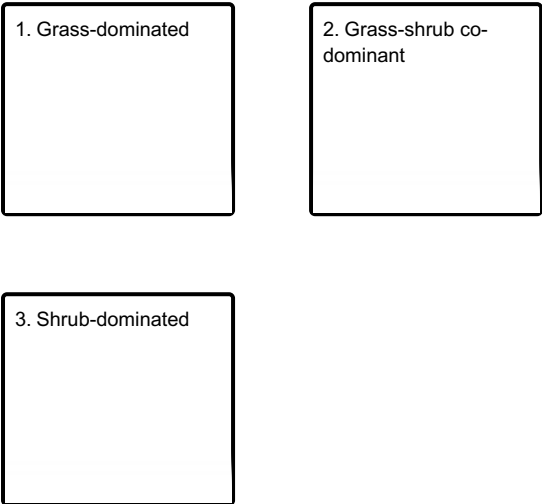 1. Grass-dominated
2. Grass-shrub co-
dominant
3. Shrub-dominated